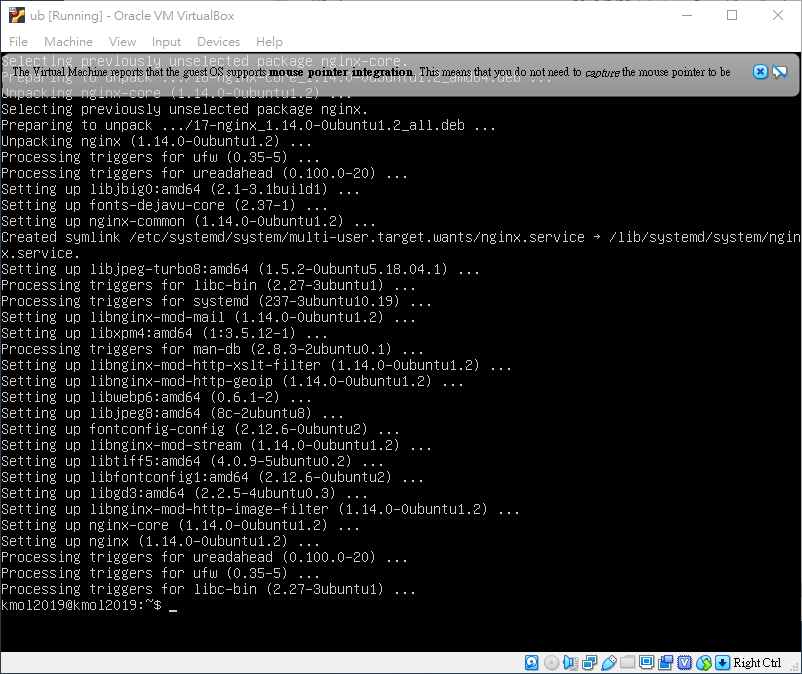 ub [Running] - Oracle VM VirtualBox
File Machine View Input Devices Help
Selecting previously unselected package nginx-core.
The Virtual Machine reports that the guest OS supports mouse pointer integration. This means that you do not need to capture the mouse pointer to be
Unpacking nginx-core (1.14.0-0ubuntu1.2) ...
Selecting previously unselected package nginx.
Preparing to unpack .../17-nginx_1.14.0-0ubuntu1.2_all.deb ...
Unpacking nginx (1.14.0-0ubuntu1.2) ...
Processing triggers for ufw (0.35-5) ...
Processing triggers for ureadahead (0.100.0-20) ...
Setting up libjbig0:amd64 (2.1-3.1build1) ...
Setting up fonts-dejavu-core (2.37-1) ...
Setting up nginx-common (1.14.0-0ubuntu1.2) ...
Created symlink /etc/systemd/system/multi-user.target.wants/nginx.service → /lib/systemd/system/ngin
x.service.
Setting up libjpeg-turbo8:amd64 (1.5.2-0ubuntu5.18.04.1) ...
Processing triggers for libc-bin (2.27-3ubuntu1) ...
Processing triggers for systemd (237-3ubuntu10.19) ...
Setting up libnginx-mod-mail (1.14.0-0ubuntu1.2) ...
Setting up libxpm4:amd64 (1:3.5.12-1) ...
Processing triggers for man-db (2.8.3-2ubuntu0.1) ...
Setting up libnginx-mod-http-xslt-filter (1.14.0-0ubuntu1.2) ...
Setting up libnginx-mod-http-geoip (1.14.0-0ubuntu1.2) ...
Setting up libwebp6:amd64 (0.6.1-2) ...
Setting up libjpeg8:amd64 (8c-2ubuntu8) ...
Setting up fontconfig-config (2.12.6-0ubuntu2) ...
Setting up libnginx-mod-stream (1.14.0-0ubuntu1.2) ...
Setting up libtiff5:amd64 (4.0.9-5ubuntu0.2) ...
Setting up libfontconfig1:amd64 (2.12.6-0ubuntu2) ...
Setting up libgd3:amd64 (2.2.5-4ubuntu0.3) ...
Setting up libnginx-mod-http-image-filter (1.14.0-0ubuntu1.2) ...
Setting up nginx-core (1.14.0-0ubuntu1.2) ...
Setting up nginx (1.14.0-0ubuntu1.2) ...
Processing triggers for ureadahead (0.100.0-20) ...
Processing triggers for ufw (0.35-5) ...
Processing triggers for libc-bin (2.27-3ubuntu1) ...
kmol2019@kmol2019:~$ _
Right Ctrl